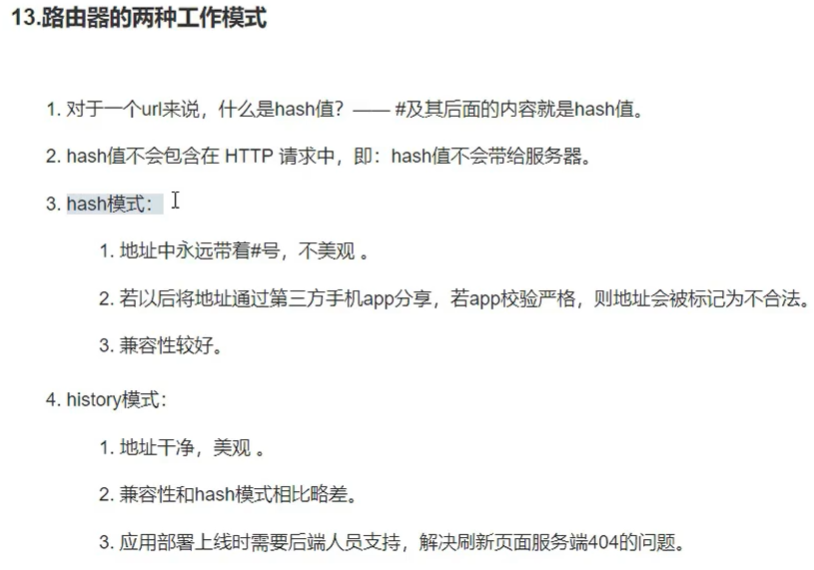 13.路由器的两种工作模式
1. 对于一个url来说，什么是hash值？—— #及其后面的内容就是hash值。
2. hash值不会包含在 HTTP 请求中，即：hash值不会带给服务器。
3. hash模式：
1. 地址中永远带着#号，不美观 。
2. 若以后将地址通过第三方手机app分享，若app校验严格，则地址会被标记为不合法。
3. 兼容性较好。
4. history模式：
1. 地址干净，美观 。
2. 兼容性和hash模式相比略差。
3. 应用部署上线时需要后端人员支持，解决刷新页面服务端404的问题。